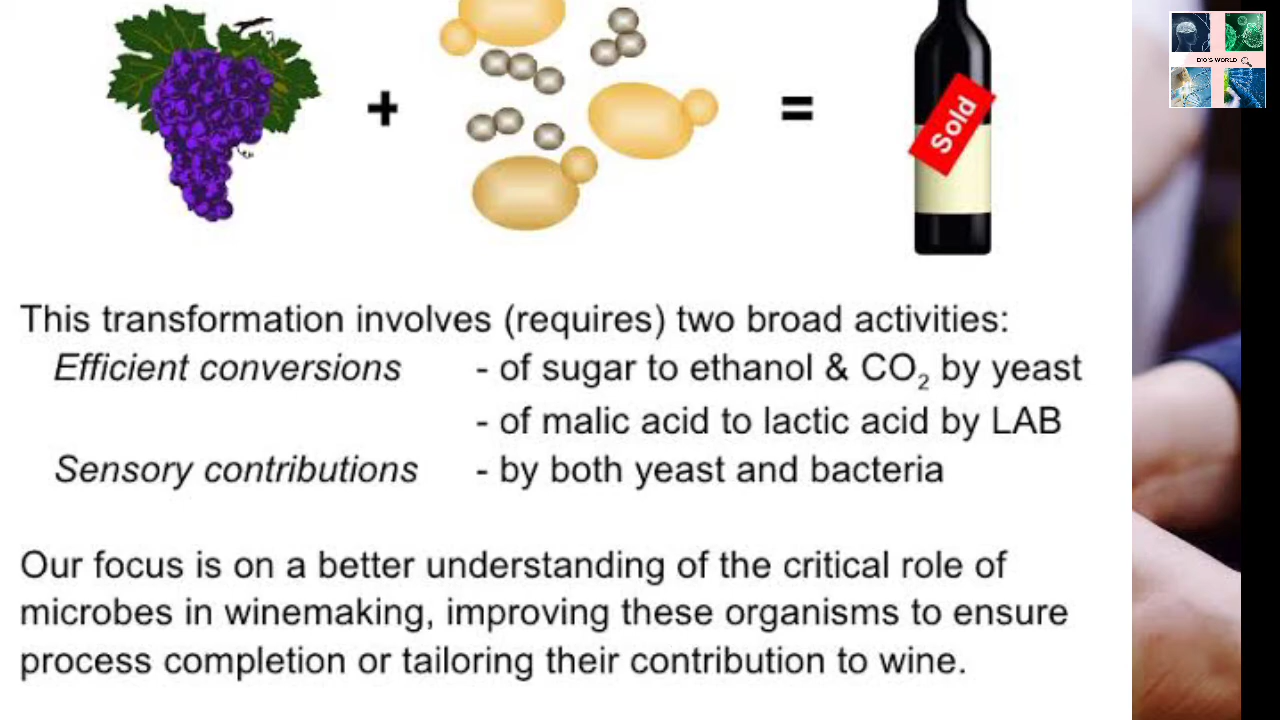 +
=
Sold
BIO'S WORLD
This transformation involves (requires) two broad activities:
Efficient conversions - of sugar to ethanol & CO₂ by yeast
- of malic acid to lactic acid by LAB
Sensory contributions - by both yeast and bacteria
Our focus is on a better understanding of the critical role of
microbes in winemaking, improving these organisms to ensure
process completion or tailoring their contribution to wine.